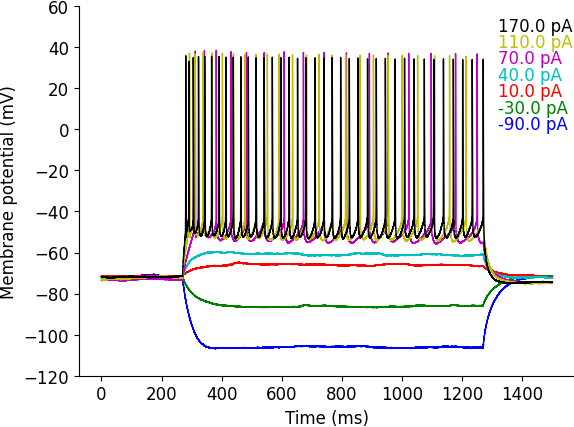 60
40
20
0
−20
−40
−60
−80
−100
−120
Membrane potential (mV)
170.0 pA
110.0 pA
70.0 pA
40.0 pA
10.0 pA
-30.0 pA
-90.0 pA
0 200 400 600 800 1000 1200 1400
Time (ms)